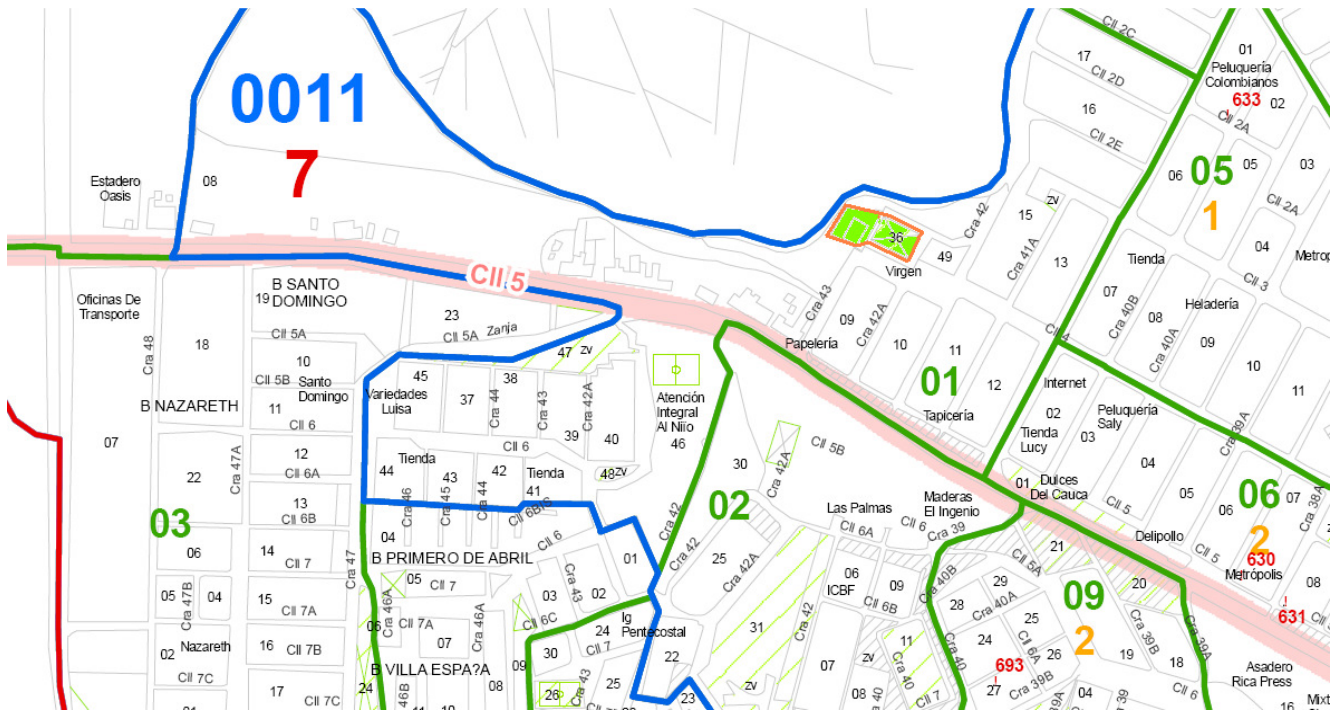 Cll 2C
17
Cll 2D
16
Cll 2E
01
Peluquería
Colombianos
633
02
Cll 2A
05
03
06
05
1
Cll 2A
04
Cll 3
0011
7
08
Estadero
Oasis
Cll 5
36
Virgen
49
Cra 42
15
zv
Cra 41A
13
Cll 4
Tienda
07
Cra 40B
08
Cra 40A
Heladería
09
10
11
Cra 43
09
Cra 42A
Papelería
10
11
01
12
Tapicería
Internet
02
Tienda
Lucy
Peluquería
Saly
03
Cra 39A
04
05
01
Dulces
Del Cauca
Cll 5
06
07
06
2
Cra 38A
Delipollo
Cll 5
630
Metrópolis
08
631
Oficinas De
Transporte
Cra 48
18
B SANTO
DOMINGO
19
Cll 5A
10
Cll 5B
Santo
Domingo
11
Cll 6
B NAZARETH
07
22
Cra 47A
12
Cll 6A
13
Cll 6B
03
06
14
Cll 7
05
Cra 47B
04
15
Cll 7A
02
Nazareth
16
Cll 7B
Cll 7C
17
Cll 7C
23
Cll 5A
Zanja
47
zv
45
Variedades
Luisa
37
38
Cra 44
Cra 43
Cra 42A
39
40
Cll 6
44
Tienda
43
42
Tienda
41
48
zv
Cra 46
Cra 45
Cra 44
Cll 6BIS
Atención
Integral
Al Niio
46
04
B PRIMERO DE ABRIL
Cll 6
01
Cra 47
05
Cll 7
Cra 46A
Cra 43
03
02
06
Cll 7A
07
Cra 46A
Cll 6C
Ig
Pentecostal
24
Cll 7
30
B VILLA ESPA?A
24
46B
08
09
26
Cra 43
25
22
23
30
Cll 5B
Cra 42A
02
Cra 42
Cra 42
25
Cra 42A
Las Palmas
Cll 6A
Cll 6
Maderas
El Ingenio
Cra 39
06
ICBF
09
Cll 6B
Cra 40B
31
Cra 42
zv
07
zv
08
11
Cra 40
Cll 7
Cra 40
29
28
Cra 40A
25
24
Cll 6A
693
26
27
Cra 39B
21
Cll 5A
09
2
20
Cra 39B
19
18
Cra 39A
Cll 6
04
Asadero
Rica Press
16